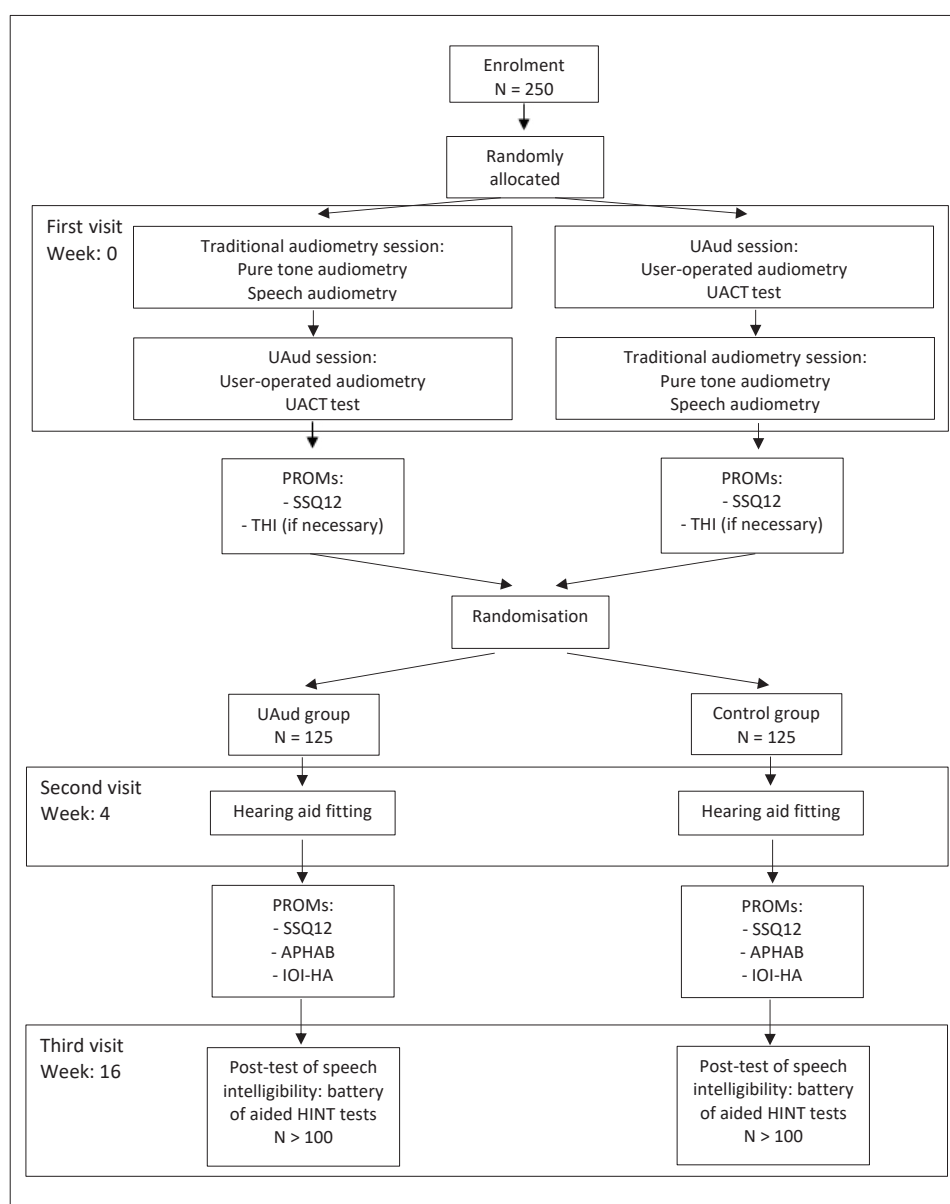 Enrolment
N = 250
Randomly
allocated
First visit
Week: 0
Traditional audiometry session:
Pure tone audiometry
Speech audiometry
UAud session:
User-operated audiometry
UACT test
UAud session:
User-operated audiometry
UACT test
Traditional audiometry session:
Pure tone audiometry
Speech audiometry
PROMs:
- SSQ12
- THI (if necessary)
PROMs:
- SSQ12
- THI (if necessary)
Randomisation
UAud group
N = 125
Control group
N = 125
Second visit
Week: 4
Hearing aid fitting
Hearing aid fitting
PROMs:
- SSQ12
- APHAB
- IOI-HA
PROMs:
- SSQ12
- APHAB
- IOI-HA
Third visit
Week: 16
Post-test of speech
intelligibility: battery
of aided HINT tests
N > 100
Post-test of speech
intelligibility: battery
of aided HINT tests
N > 100